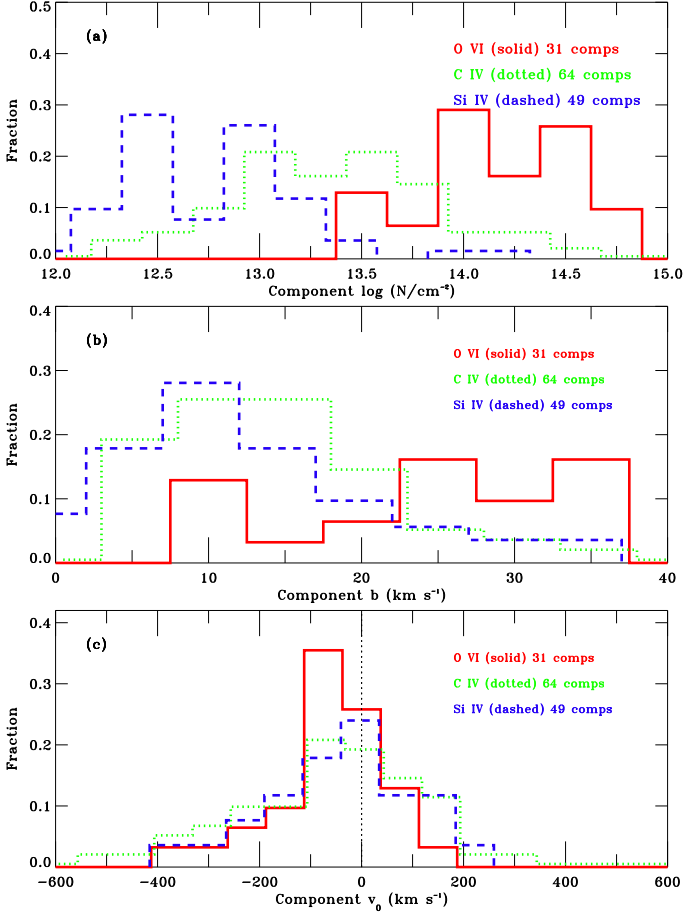 0.5
(a)
O VI (solid) 31 comps
C IV (dotted) 64 comps
Si IV (dashed) 49 comps
0.4
0.3
0.2
0.1
0.0
Fraction
12.0 12.5 13.0 13.5 14.0 14.5 15.0
Component log (N/cm⁻²)
0.4
(b)
O VI (solid) 31 comps
C IV (dotted) 64 comps
Si IV (dashed) 49 comps
0.3
0.2
0.1
0.0
Fraction
0 10 20 30 40
Component b (km s⁻¹)
0.4
(c)
O VI (solid) 31 comps
C IV (dotted) 64 comps
Si IV (dashed) 49 comps
0.3
0.2
0.1
0.0
Fraction
−600 −400 −200 0 200 400 600
Component v₀ (km s⁻¹)